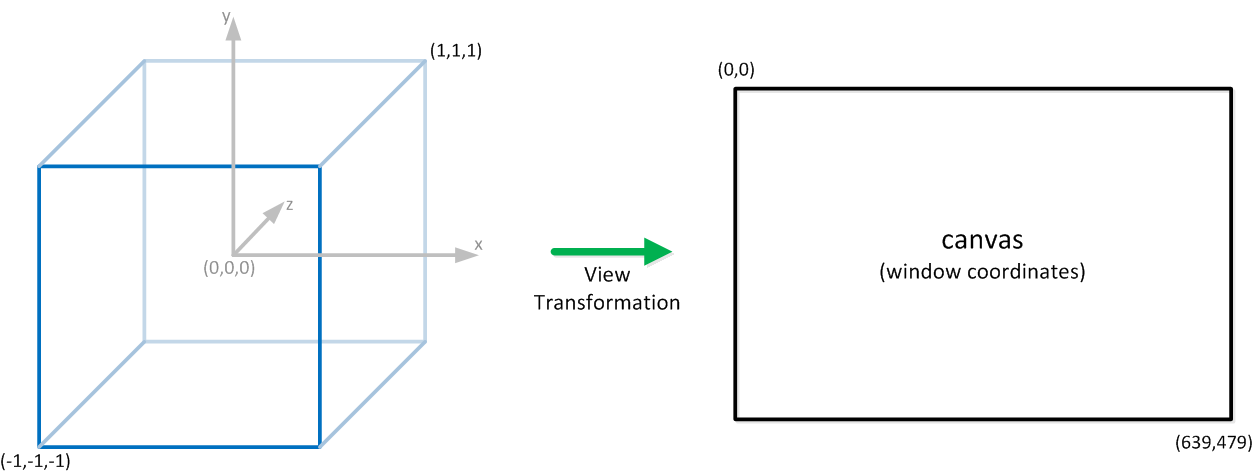 y
(1,1,1)
z
x
(0,0,0)
(-1,-1,-1)
View
Transformation
(0,0)
canvas
(window coordinates)
(639,479)